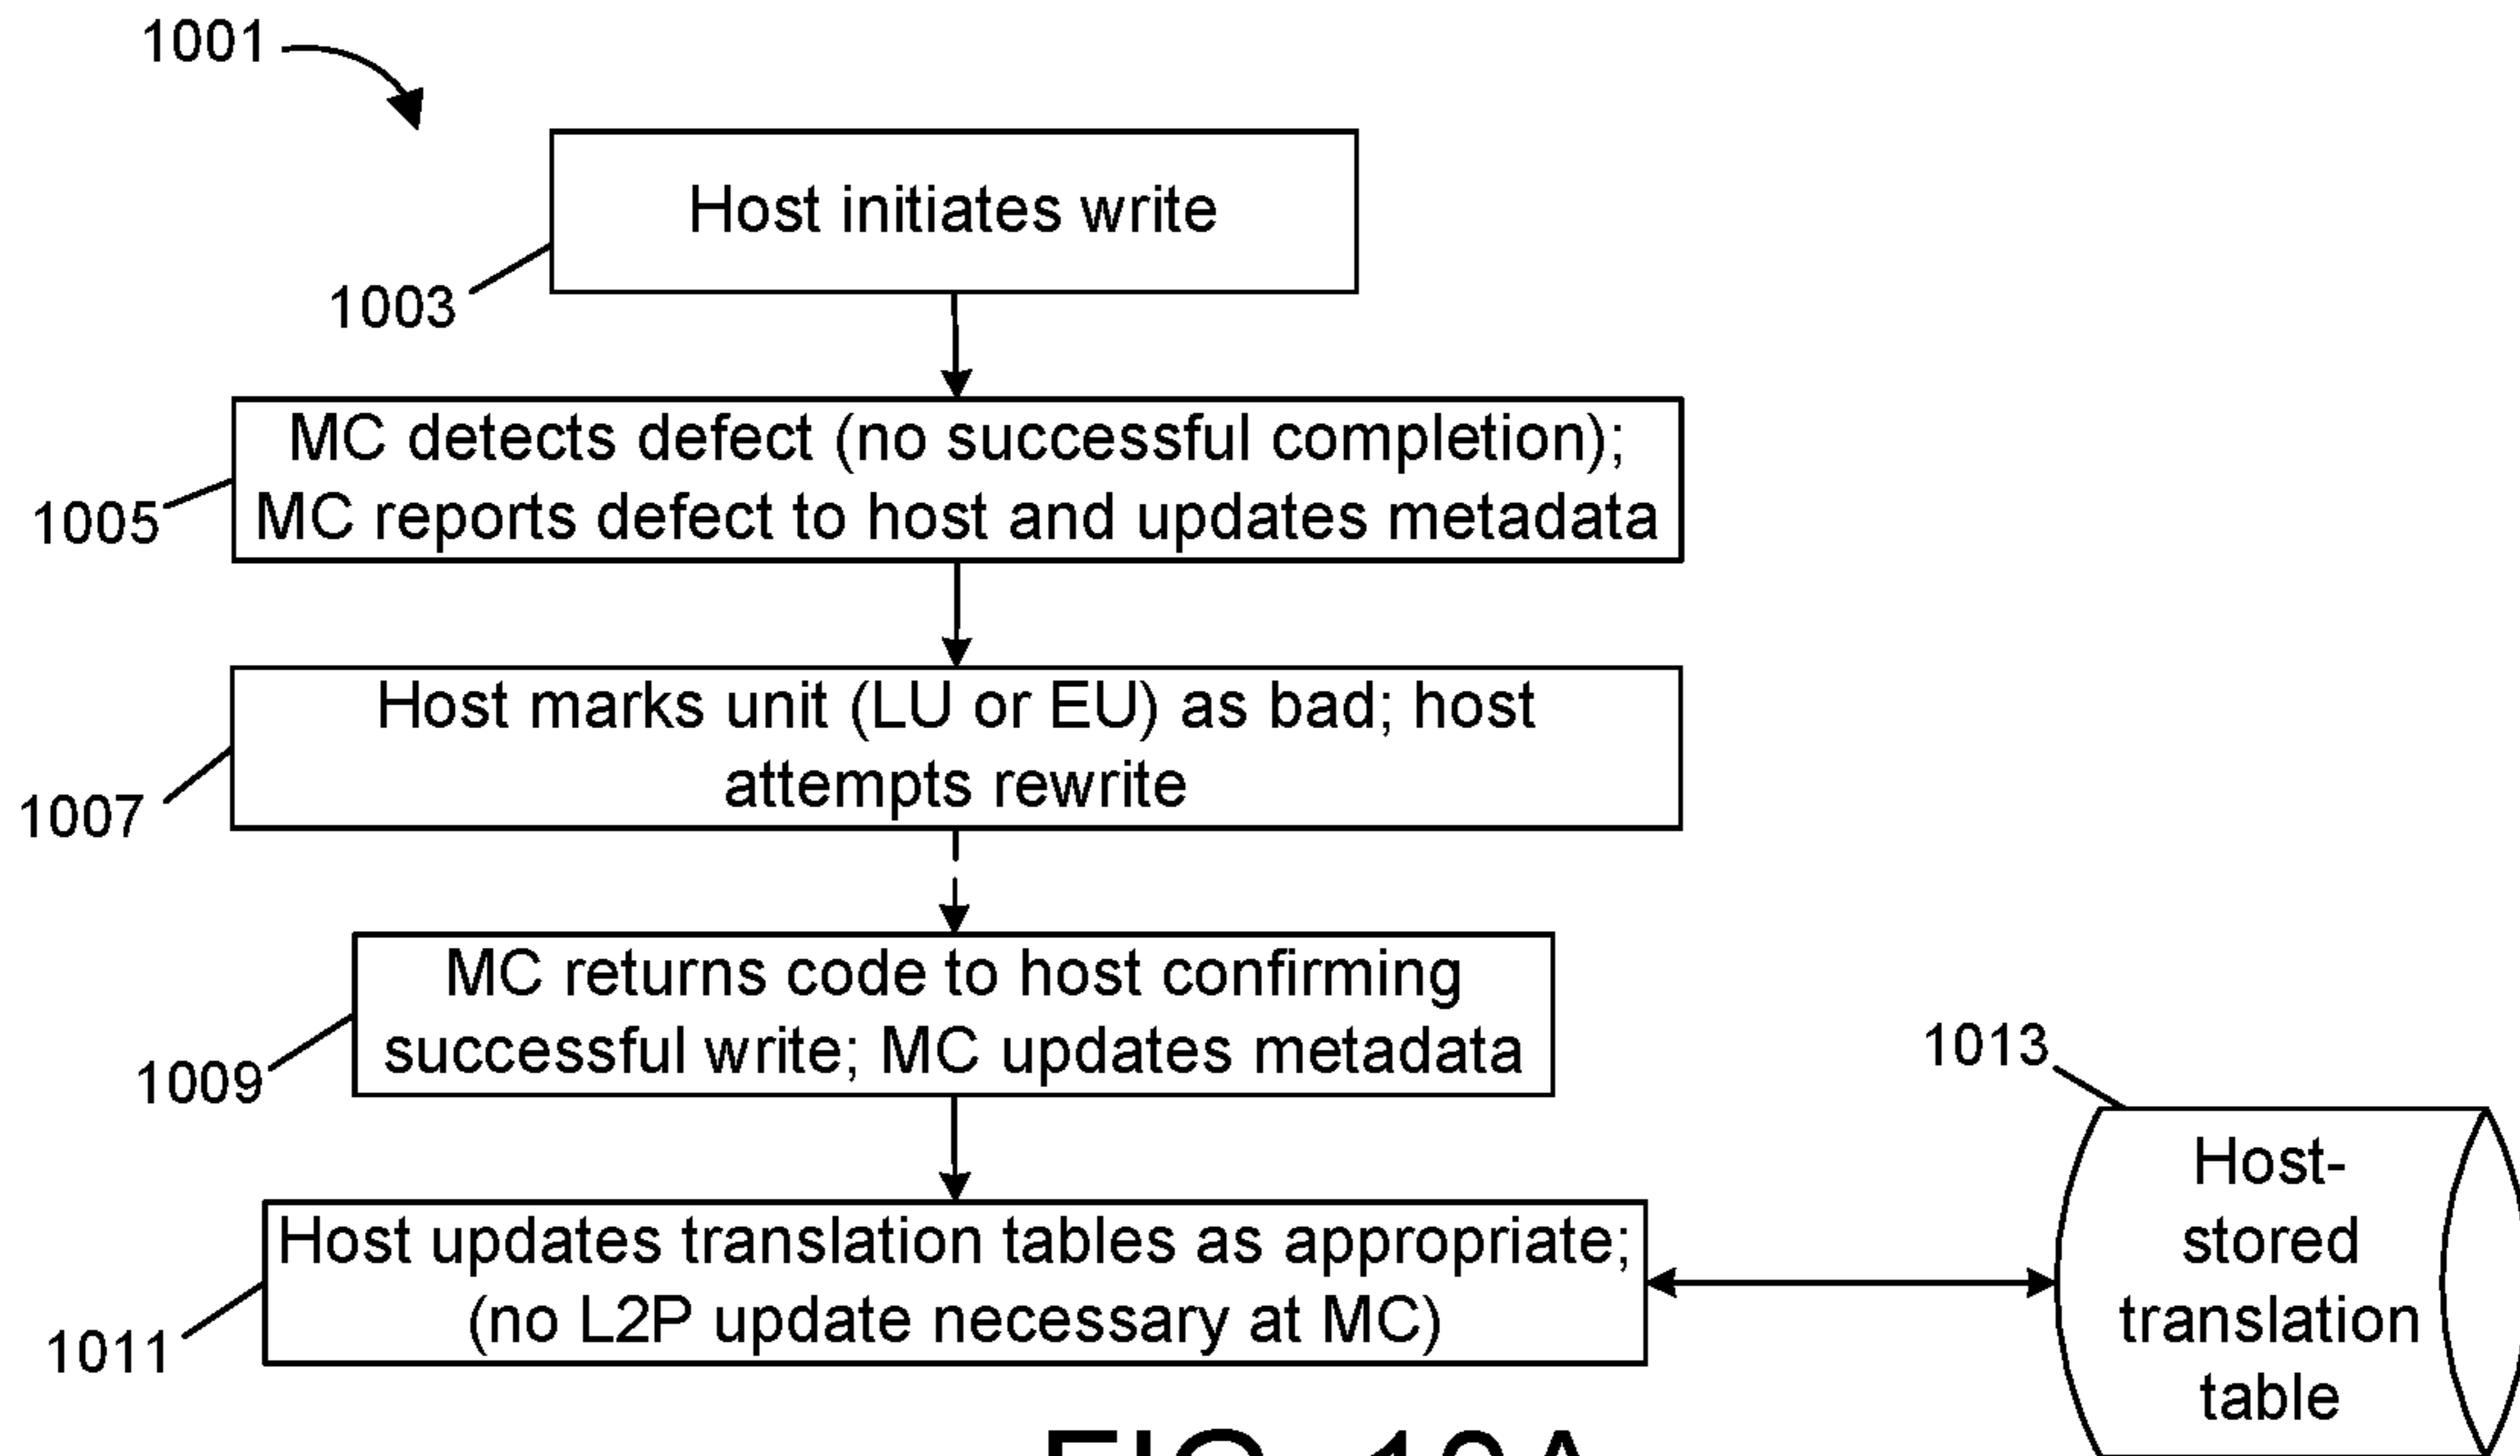 1001
Host initiates write
1003
MC detects defect (no successful completion);
MC reports defect to host and updates metadata
1005
Host marks unit (LU or EU) as bad; host
attempts rewrite
1007
MC returns code to host confirming
successful write; MC updates metadata
1009
1013
Host-
stored
translation
table
Host updates translation tables as appropriate;
(no L2P update necessary at MC)
1011